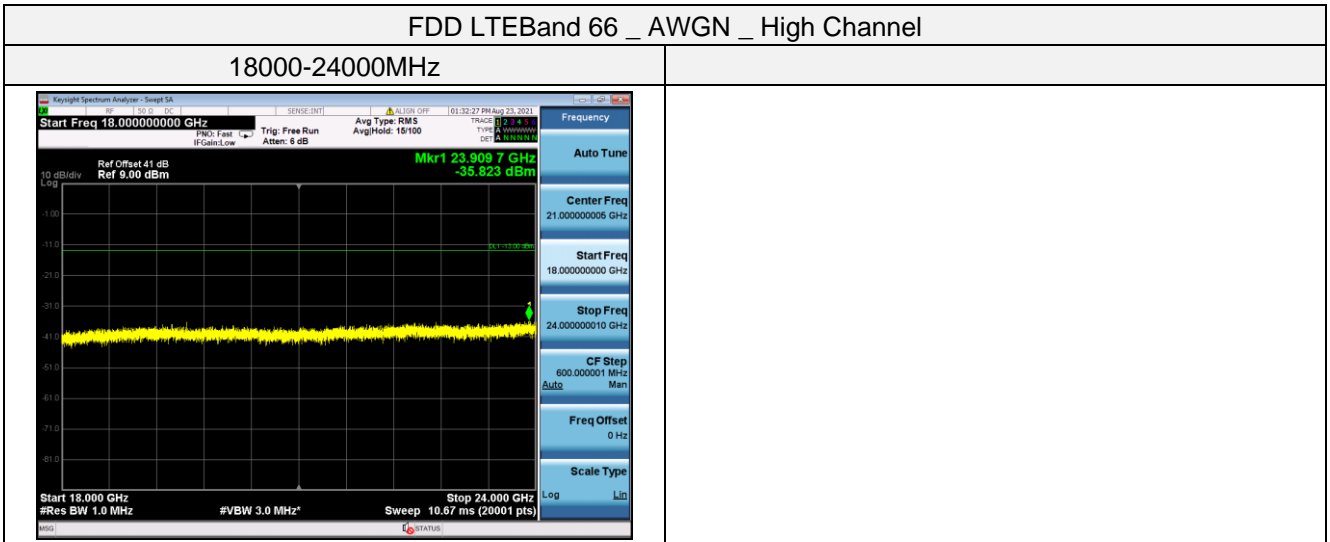 FDD LTEBand 66 _ AWGN _ High Channel
18000-24000MHz
Keysight Spectrum Analyzer - Swept SA
RF 50 Ω DC SENSE:INT ALIGN OFF 01:32:27 PM Aug 23, 2021
Start Freq 18.000000000 GHz
PNO: Fast
IFGain:Low
Trig: Free Run
Atten: 6 dB
Avg Type: RMS
Avg|Hold: 15/100
TRACE 1 2 3 4 5 6
TYPE A WWWWW
DET A N N N N N
Frequency
Auto Tune
Center Freq
21.000000005 GHz
Start Freq
18.000000000 GHz
Stop Freq
24.000000010 GHz
CF Step
600.000001 MHz
Auto Man
Freq Offset
0 Hz
Scale Type
Log Lin
Mkr1 23.909 7 GHz
-35.823 dBm
Ref Offset 41 dB
10 dB/div Ref 9.00 dBm
Log
-1.00
-11.0
DL1 -13.00 dBm
-21.0
-31.0
1
-41.0
-51.0
-61.0
-71.0
-81.0
Start 18.000 GHz Stop 24.000 GHz
#Res BW 1.0 MHz #VBW 3.0 MHz* Sweep 10.67 ms (20001 pts)
MSG STATUS